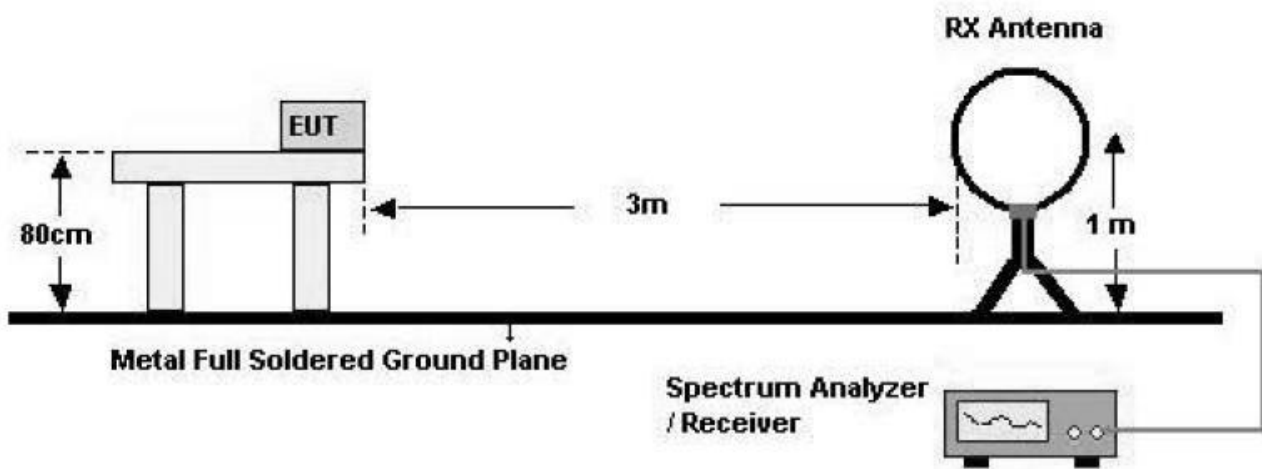 RX Antenna
EUT
3m
80cm
1 m
Metal Full Soldered Ground Plane
Spectrum Analyzer
/ Receiver